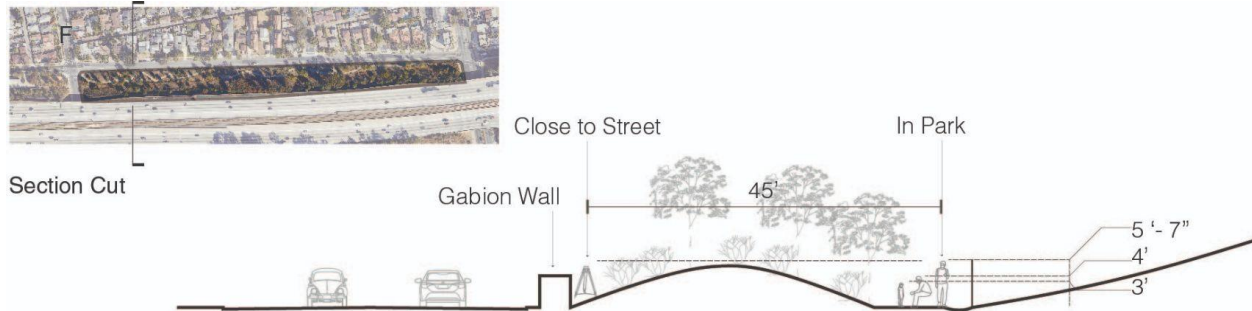 F
Section Cut
Close to Street
In Park
Gabion Wall
45'
5 '- 7"
4'
3'